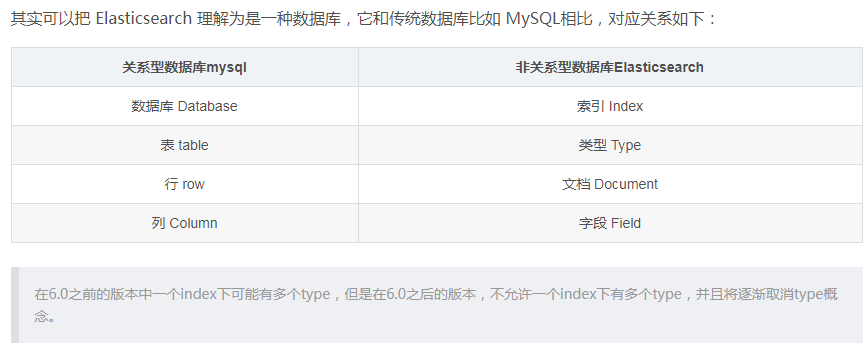 其实可以把 Elasticsearch 理解为是一种数据库，它和传统数据库比如 MySQL相比，对应关系如下：
关系型数据库mysql 非关系型数据库Elasticsearch
数据库 Database 索引 Index
表 table 类型 Type
行 row 文档 Document
列 Column 字段 Field
在6.0之前的版本中一个index下可能有多个type，但是在6.0之后的版本，不允许一个index下有多个type，并且将逐渐取消type概
念。